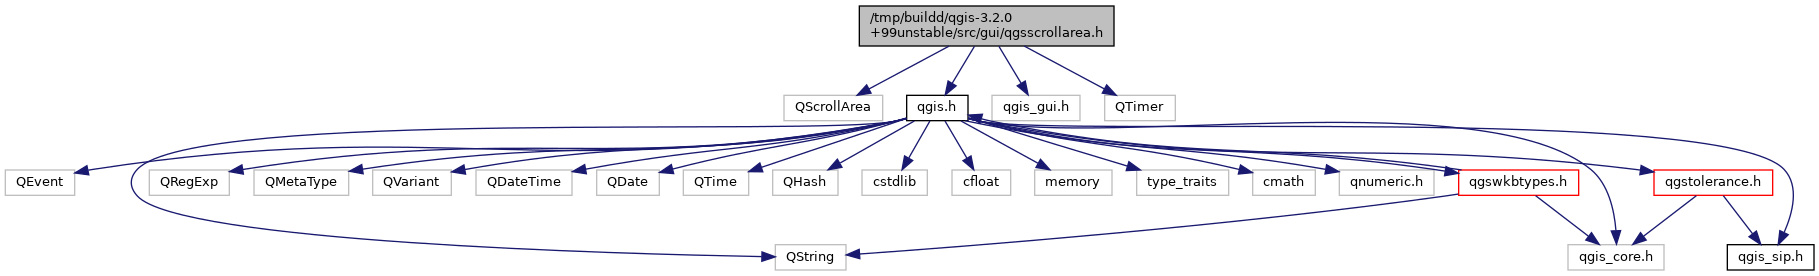 /tmp/buildd/qgis-3.2.0
+99unstable/src/gui/qgsscrollarea.h
QScrollArea
qgis.h
qgis_gui.h
QTimer
QEvent
QRegExp
QMetaType
QVariant
QDateTime
QDate
QTime
QHash
cstdlib
cfloat
memory
type_traits
cmath
qnumeric.h
qgswkbtypes.h
qgstolerance.h
QString
qgis_core.h
qgis_sip.h